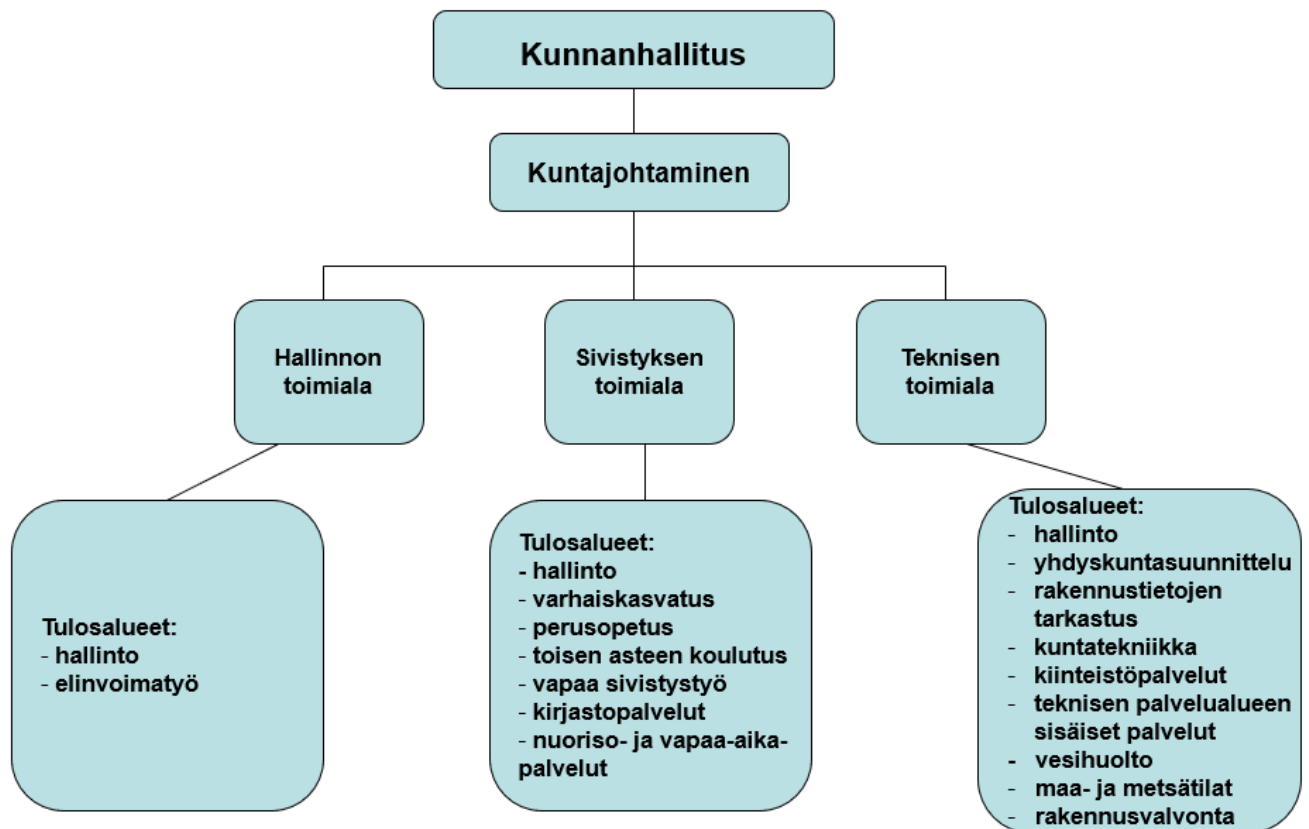 Kunnanhallitus
Kuntajohtaminen
Hallinnon
toimiala
Sivistyksen
toimiala
Teknisen
toimiala
Tulosalueet:
- hallinto
- elinvoimatyö
Tulosalueet:
- hallinto
- varhaiskasvatus
- perusopetus
- toisen asteen koulutus
- vapaa sivistystyö
- kirjastopalvelut
- nuoriso- ja vapaa-aika-
palvelut
Tulosalueet:
- hallinto
- yhdyskuntasuunnittelu
- rakennustietojen
tarkastus
- kuntatekniikka
- kiinteistöpalvelut
- teknisen palvelualueen
sisäiset palvelut
- vesihuolto
- maa- ja metsätilat
- rakennusvalvonta